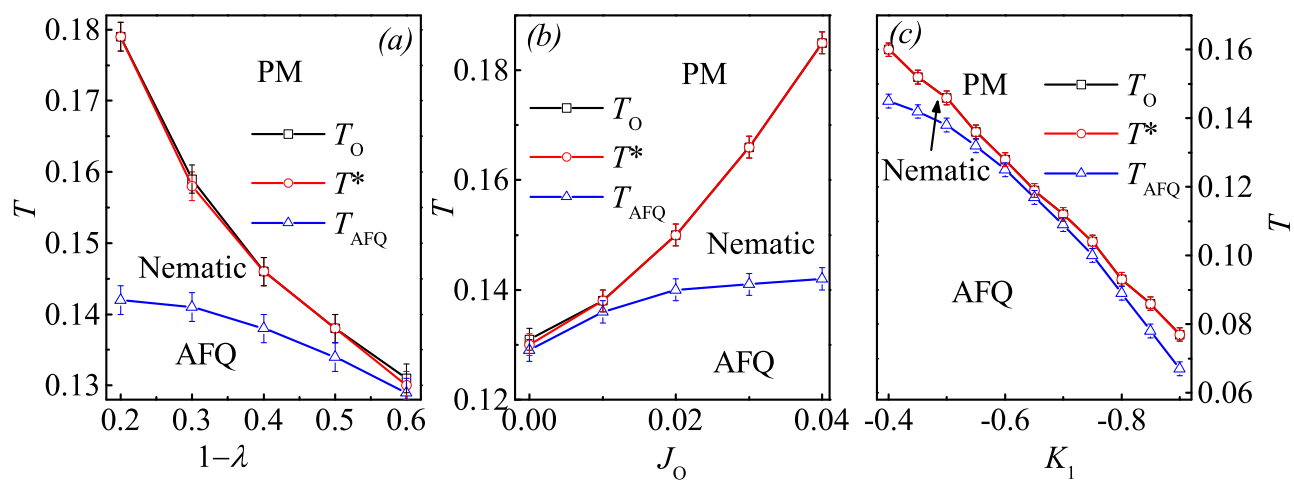 (a)
PM
T_O
T*
T_AFQ
Nematic
AFQ
0.18
0.17
0.16
0.15
0.14
0.13
T
0.2 0.3 0.4 0.5 0.6
1−λ
(b)
PM
T_O
T*
T_AFQ
Nematic
AFQ
0.18
0.16
0.14
0.12
T
0.00 0.02 0.04
J_O
(c)
PM
T_O
T*
T_AFQ
Nematic
AFQ
0.16
0.14
0.12
0.10
0.08
0.06
T
-0.4 -0.6 -0.8
K_1